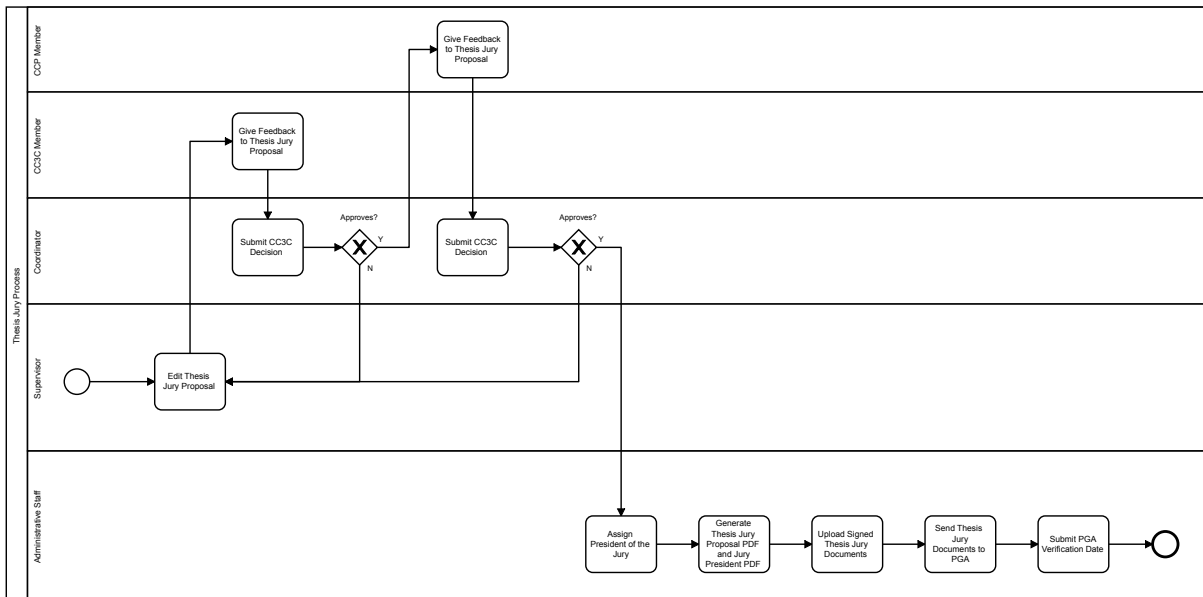 Thesis Jury Process
CCP Member
Give Feedback
to Thesis Jury
Proposal
CC3C Member
Give Feedback
to Thesis Jury
Proposal
Coordinator
Submit CC3C
Decision
Approves?
Y
N
Submit CC3C
Decision
Approves?
Y
N
Supervisor
Edit Thesis
Jury Proposal
Administrative Staff
Assign
President of the
Jury
Generate
Thesis Jury
Proposal PDF
and Jury
President PDF
Upload Signed
Thesis Jury
Documents
Send Thesis
Jury
Documents to
PGA
Submit PGA
Verification Date